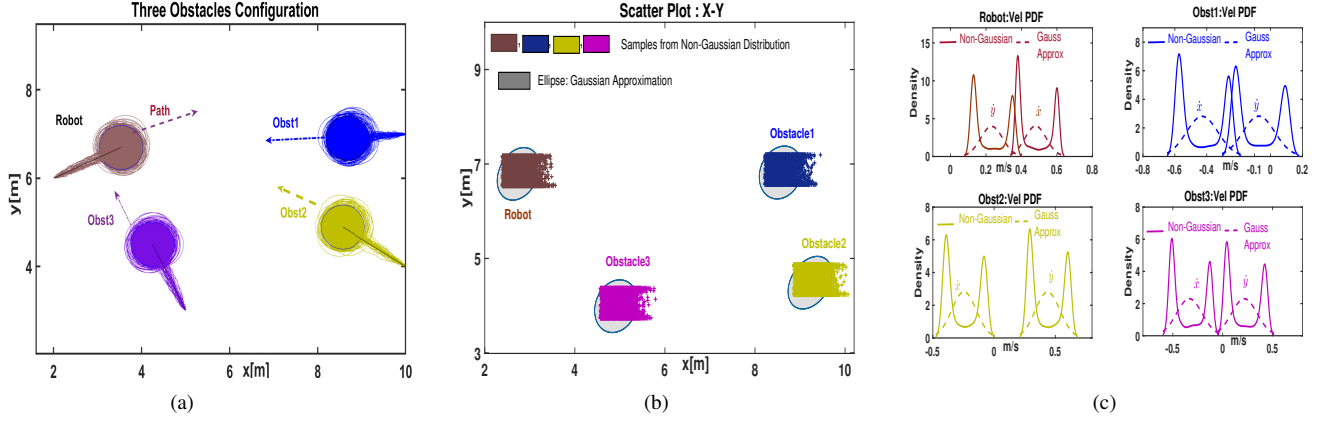 Three Obstacles Configuration
8
6
4
2
4
6
8
10
x[m]
y[m]
Robot
Path
Obst1
Obst2
Obst3
(a)
Scatter Plot : X-Y
Samples from Non-Gaussian Distribution
Ellipse: Gaussian Approximation
Obstacle1
Robot
Obstacle2
Obstacle3
9
7
5
3
2
4
6
8
10
x[m]
y[m]
(b)
Robot:Vel PDF
Non-Gaussian
Gauss
Approx
Density
15
10
5
0
ẏ
ẋ
0
0.2
0.4
0.6
0.8
m/s
Obst1:Vel PDF
Non-Gaussian
Gauss
Approx
Density
8
6
4
2
0
ẋ
ẏ
-0.8
-0.6
-0.4
-0.2
0
0.2
m/s
Obst2:Vel PDF
Non-Gaussian
Gauss
Approx
Density
8
6
4
2
0
ẋ
ẏ
-0.5
0
0.5
m/s
Obst3:Vel PDF
Non-Gaussian
Gauss
Approx
Density
8
6
4
2
0
ẋ
ẏ
-0.5
0
0.5
m/s
(c)